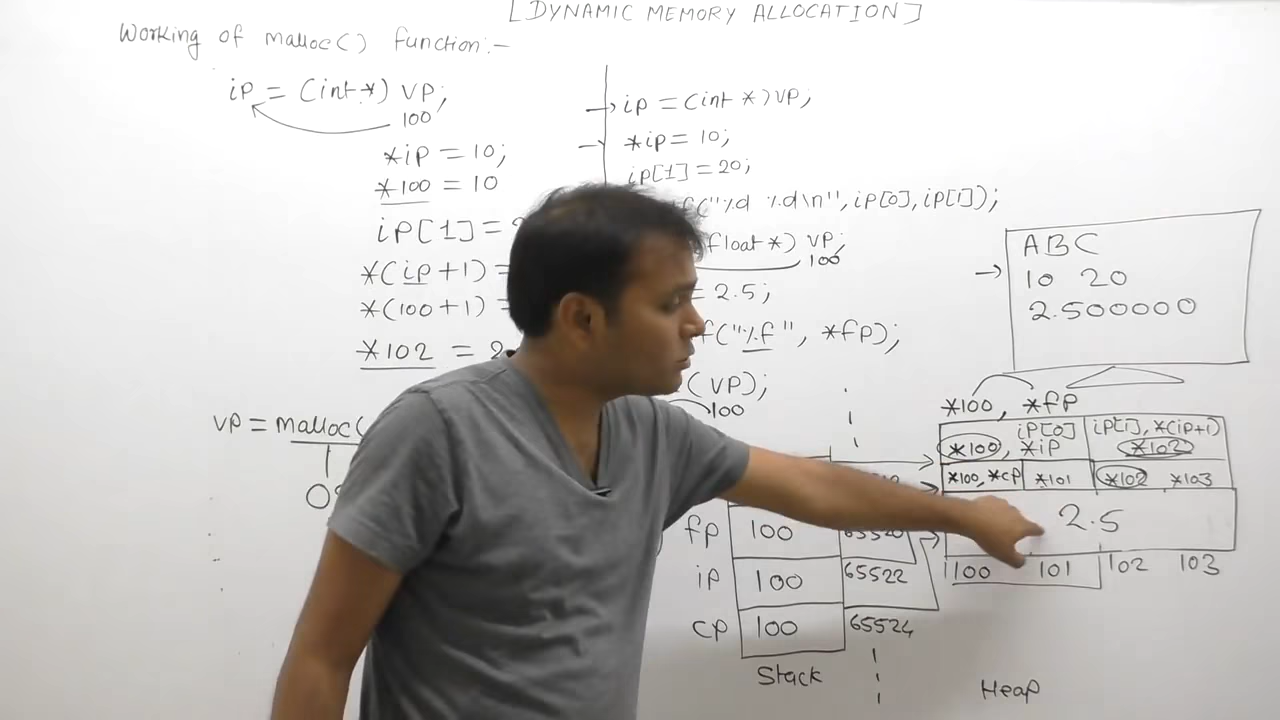 [DYNAMIC MEMORY ALLOCATION]
Working of malloc() function:-
ip = (int *) vp;
100
*ip = 10;
*100 = 10
ip[1] =
*(ip+1) =
*(100+1) =
*102 = 2
vp = malloc(
ip = (int *) vp;
*ip = 10;
ip[1] = 20;
f("%d %d\n", ip[0], ip[1]);
float *) vp;
100
= 2.5;
f("%f", *fp);
(vp);
100
ABC
10 20
2.500000
*100, *fp
ip[0] ip[1], *(ip+1)
*100, *ip *102
*100, *cp *101 *102 *103
2.5
100 101 102 103
fp 100 65520
ip 100 65522
cp 100 65524
Stack
Heap